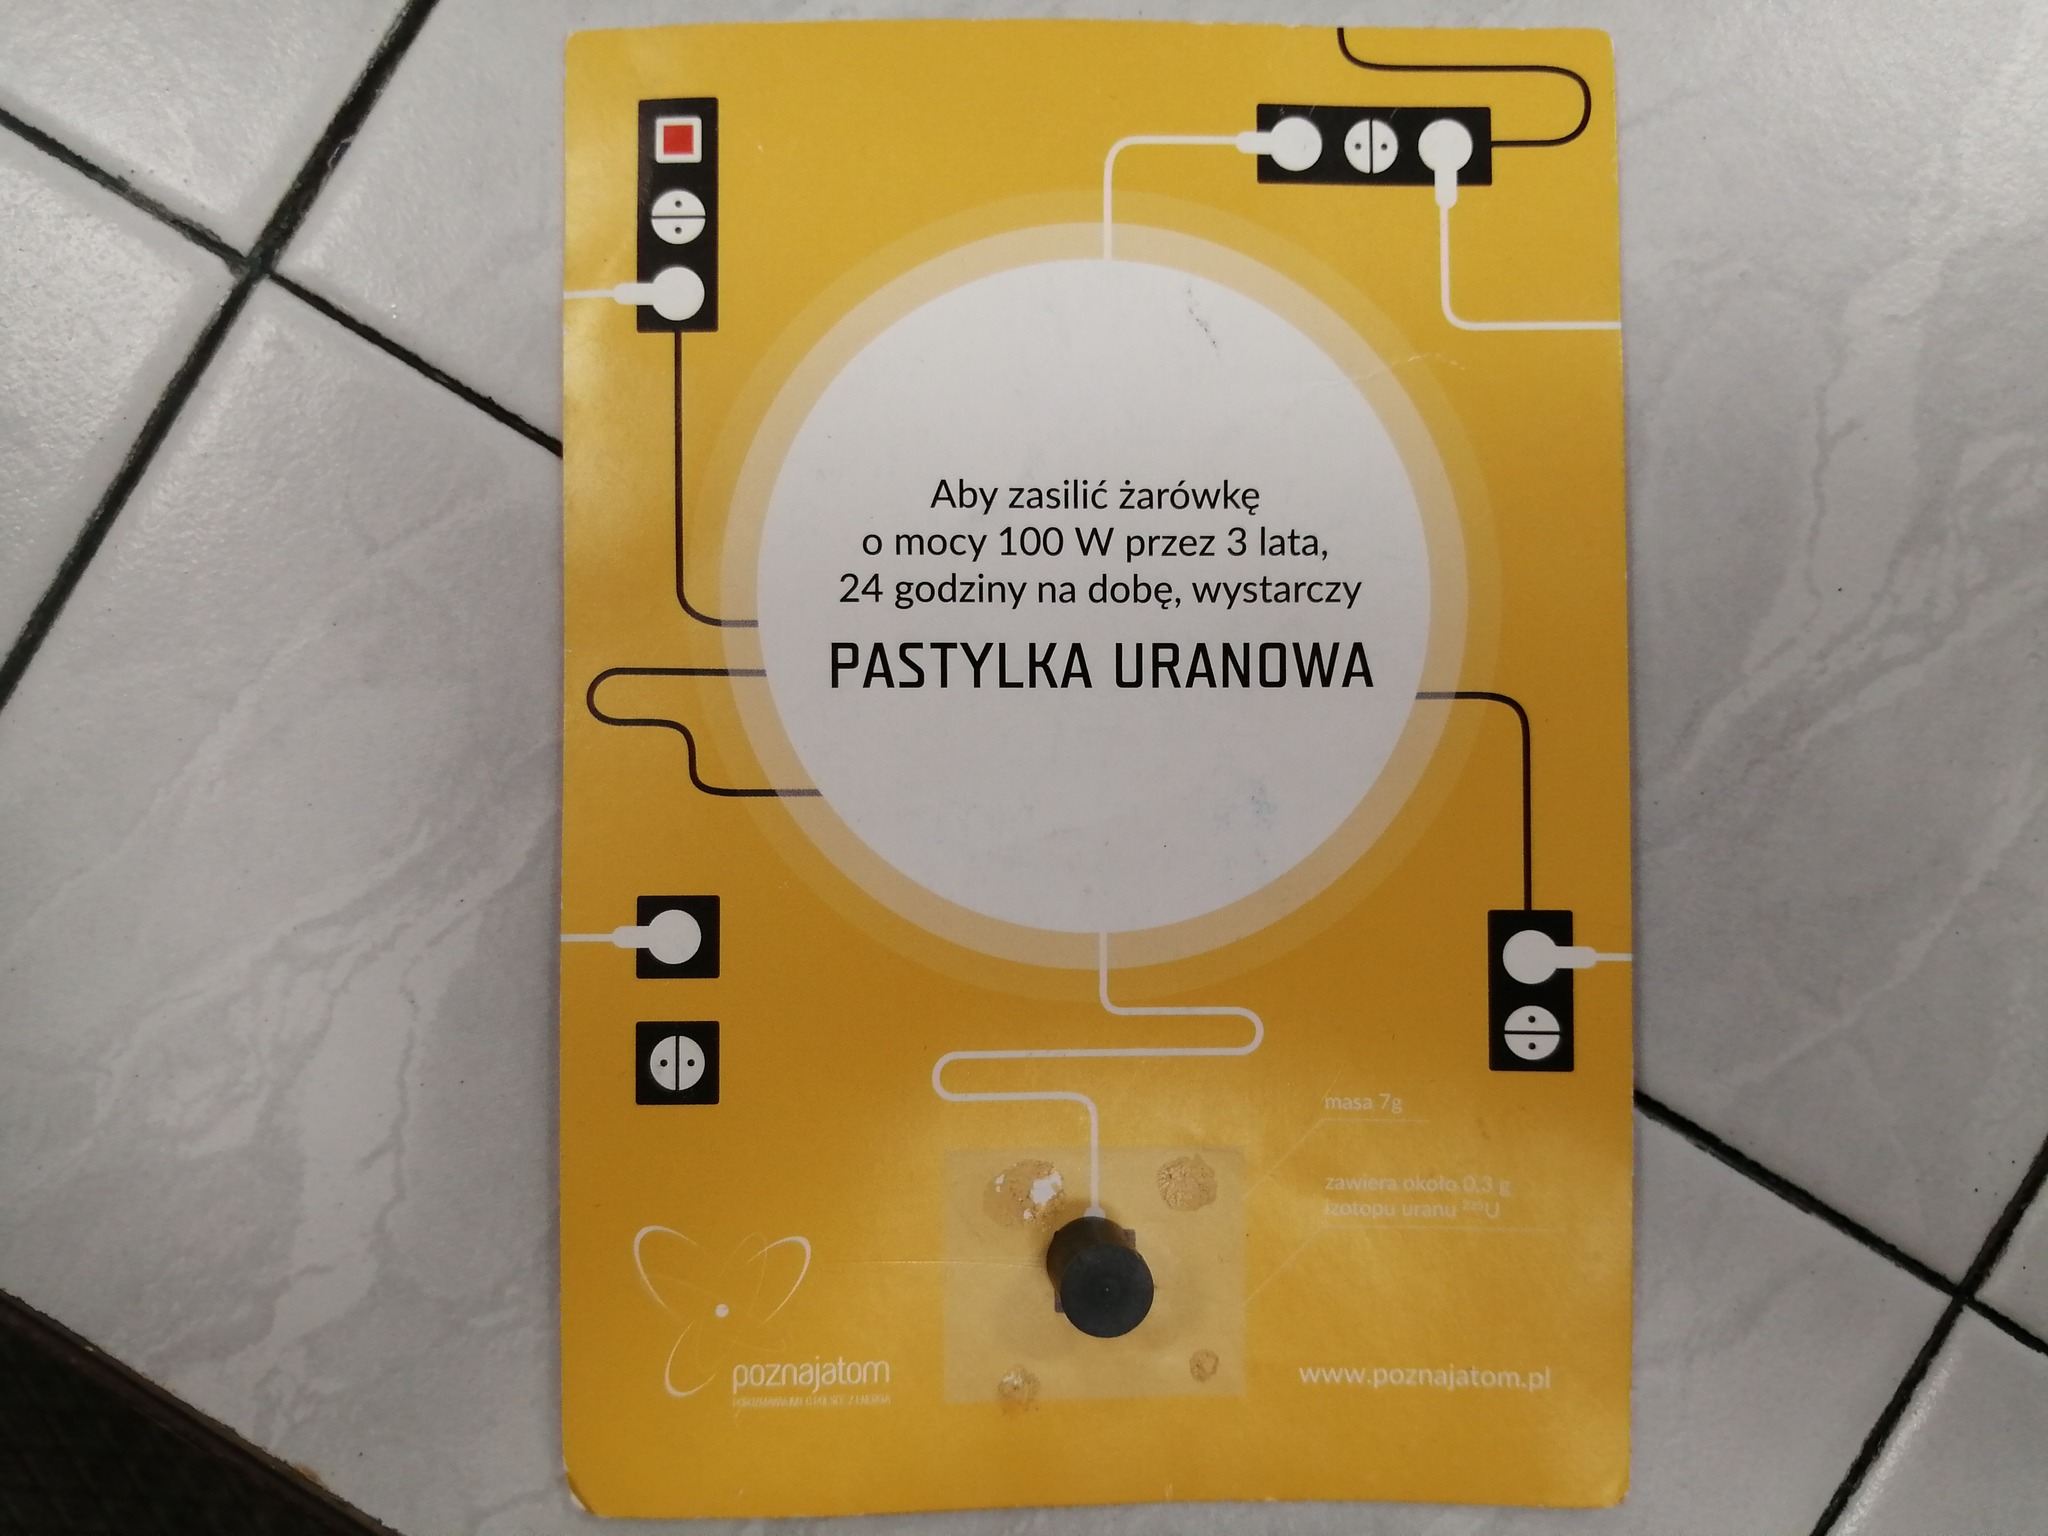 Aby zasilić żarówkę
o mocy 100 W przez 3 lata,
24 godziny na dobę, wystarczy
PASTYLKA URANOWA
masa 7g
zawiera około 0,3 g
izotopu uranu ²³⁵U
poznajatom
www.poznajatom.pl